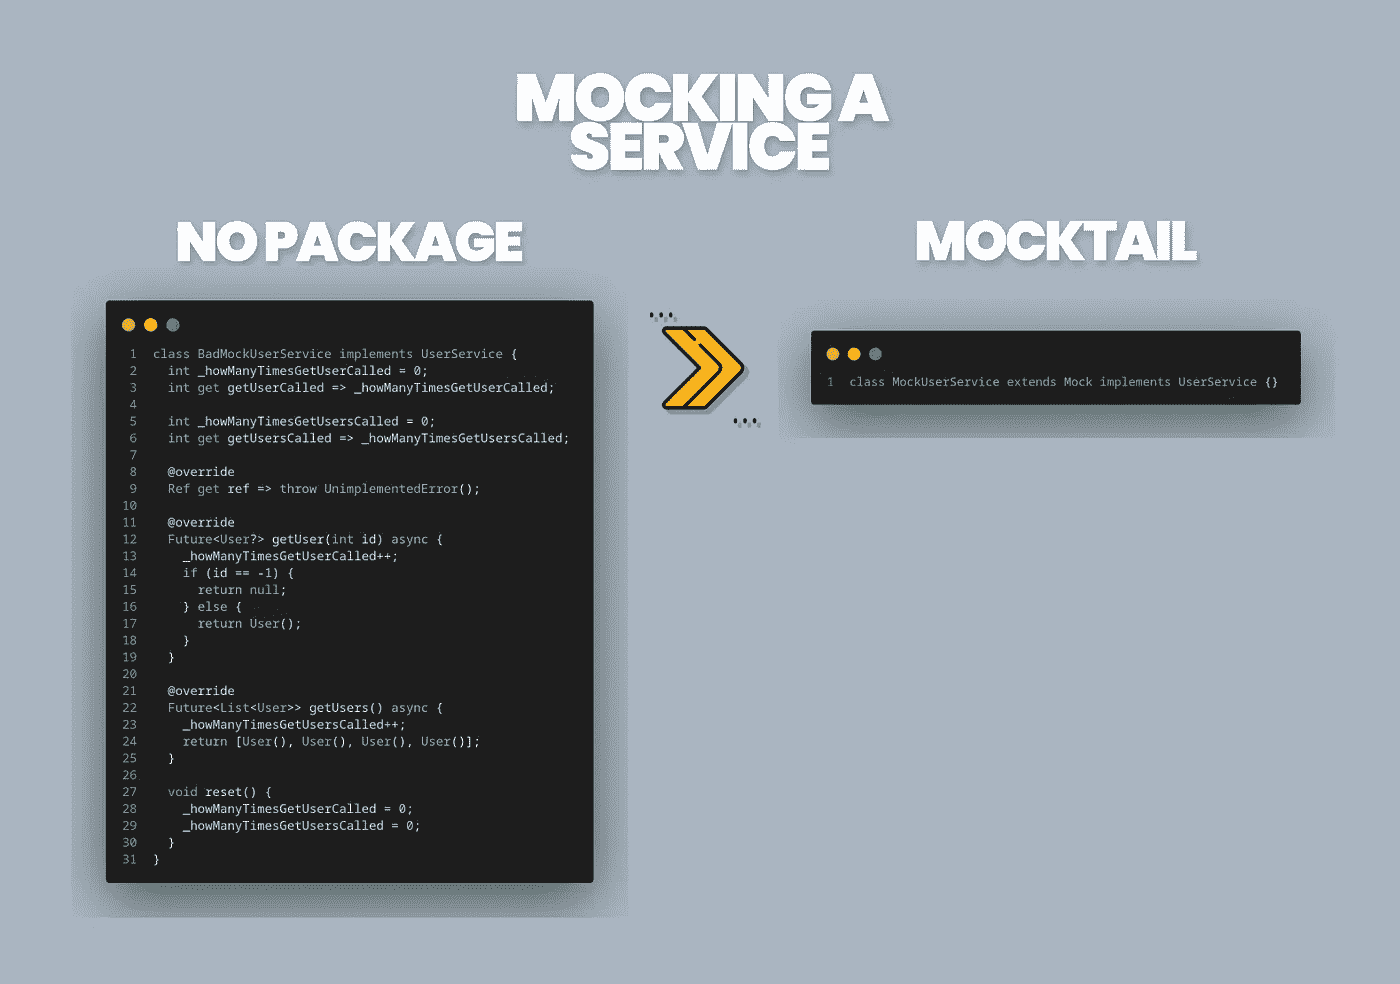 MOCKING A
SERVICE
NO PACKAGE
1 class BadMockUserService implements UserService {
2   int _howManyTimesGetUserCalled = 0;
3   int get getUserCalled => _howManyTimesGetUserCalled;
4
5   int _howManyTimesGetUsersCalled = 0;
6   int get getUsersCalled => _howManyTimesGetUsersCalled;
7
8   @override
9   Ref get ref => throw UnimplementedError();
10
11   @override
12   Future<User?> getUser(int id) async {
13     _howManyTimesGetUserCalled++;
14     if (id == -1) {
15       return null;
16     } else {
17       return User();
18     }
19   }
20
21   @override
22   Future<List<User>> getUsers() async {
23     _howManyTimesGetUsersCalled++;
24     return [User(), User(), User(), User()];
25   }
26
27   void reset() {
28     _howManyTimesGetUserCalled = 0;
29     _howManyTimesGetUsersCalled = 0;
30   }
31 }
MOCKTAIL
1 class MockUserService extends Mock implements UserService {}